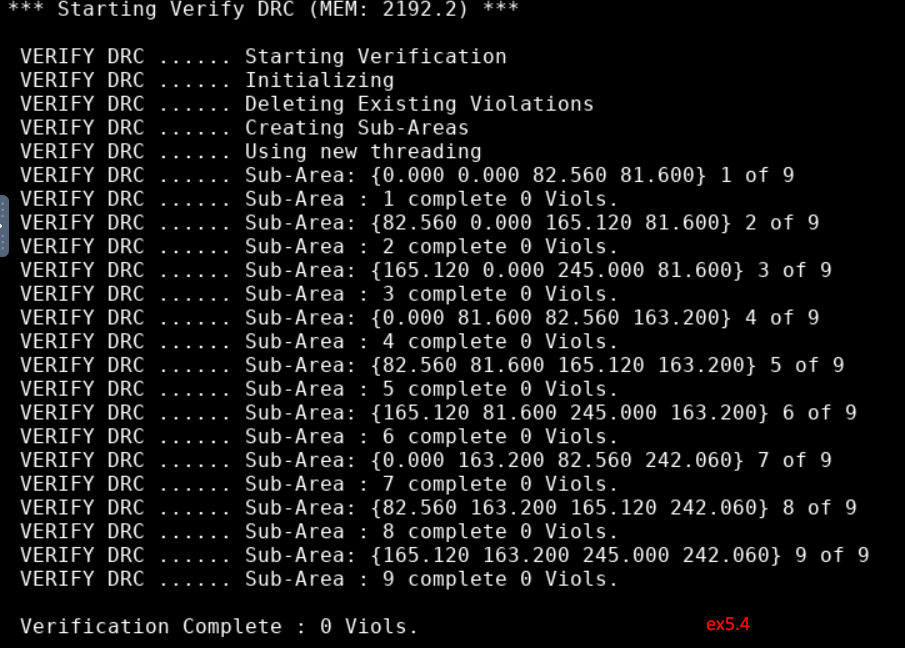 *** Starting Verify DRC (MEM: 2192.2) ***
VERIFY DRC ...... Starting Verification
VERIFY DRC ...... Initializing
VERIFY DRC ...... Deleting Existing Violations
VERIFY DRC ...... Creating Sub-Areas
VERIFY DRC ...... Using new threading
VERIFY DRC ...... Sub-Area: {0.000 0.000 82.560 81.600} 1 of 9
VERIFY DRC ...... Sub-Area : 1 complete 0 Viols.
VERIFY DRC ...... Sub-Area: {82.560 0.000 165.120 81.600} 2 of 9
VERIFY DRC ...... Sub-Area : 2 complete 0 Viols.
VERIFY DRC ...... Sub-Area: {165.120 0.000 245.000 81.600} 3 of 9
VERIFY DRC ...... Sub-Area : 3 complete 0 Viols.
VERIFY DRC ...... Sub-Area: {0.000 81.600 82.560 163.200} 4 of 9
VERIFY DRC ...... Sub-Area : 4 complete 0 Viols.
VERIFY DRC ...... Sub-Area: {82.560 81.600 165.120 163.200} 5 of 9
VERIFY DRC ...... Sub-Area : 5 complete 0 Viols.
VERIFY DRC ...... Sub-Area: {165.120 81.600 245.000 163.200} 6 of 9
VERIFY DRC ...... Sub-Area : 6 complete 0 Viols.
VERIFY DRC ...... Sub-Area: {0.000 163.200 82.560 242.060} 7 of 9
VERIFY DRC ...... Sub-Area : 7 complete 0 Viols.
VERIFY DRC ...... Sub-Area: {82.560 163.200 165.120 242.060} 8 of 9
VERIFY DRC ...... Sub-Area : 8 complete 0 Viols.
VERIFY DRC ...... Sub-Area: {165.120 163.200 245.000 242.060} 9 of 9
VERIFY DRC ...... Sub-Area : 9 complete 0 Viols.
Verification Complete : 0 Viols.
ex5.4